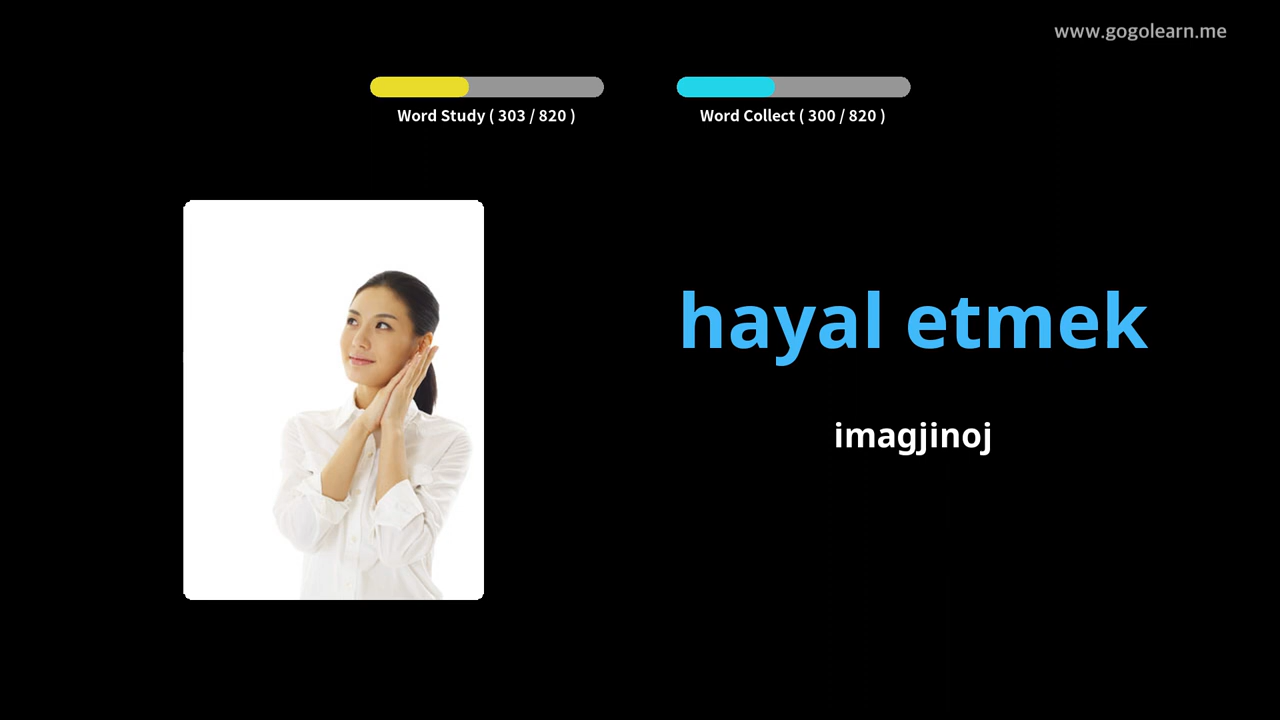 www.gogolearn.me
Word Study ( 303 / 820 )
Word Collect ( 300 / 820 )
hayal etmek
imagjinoj